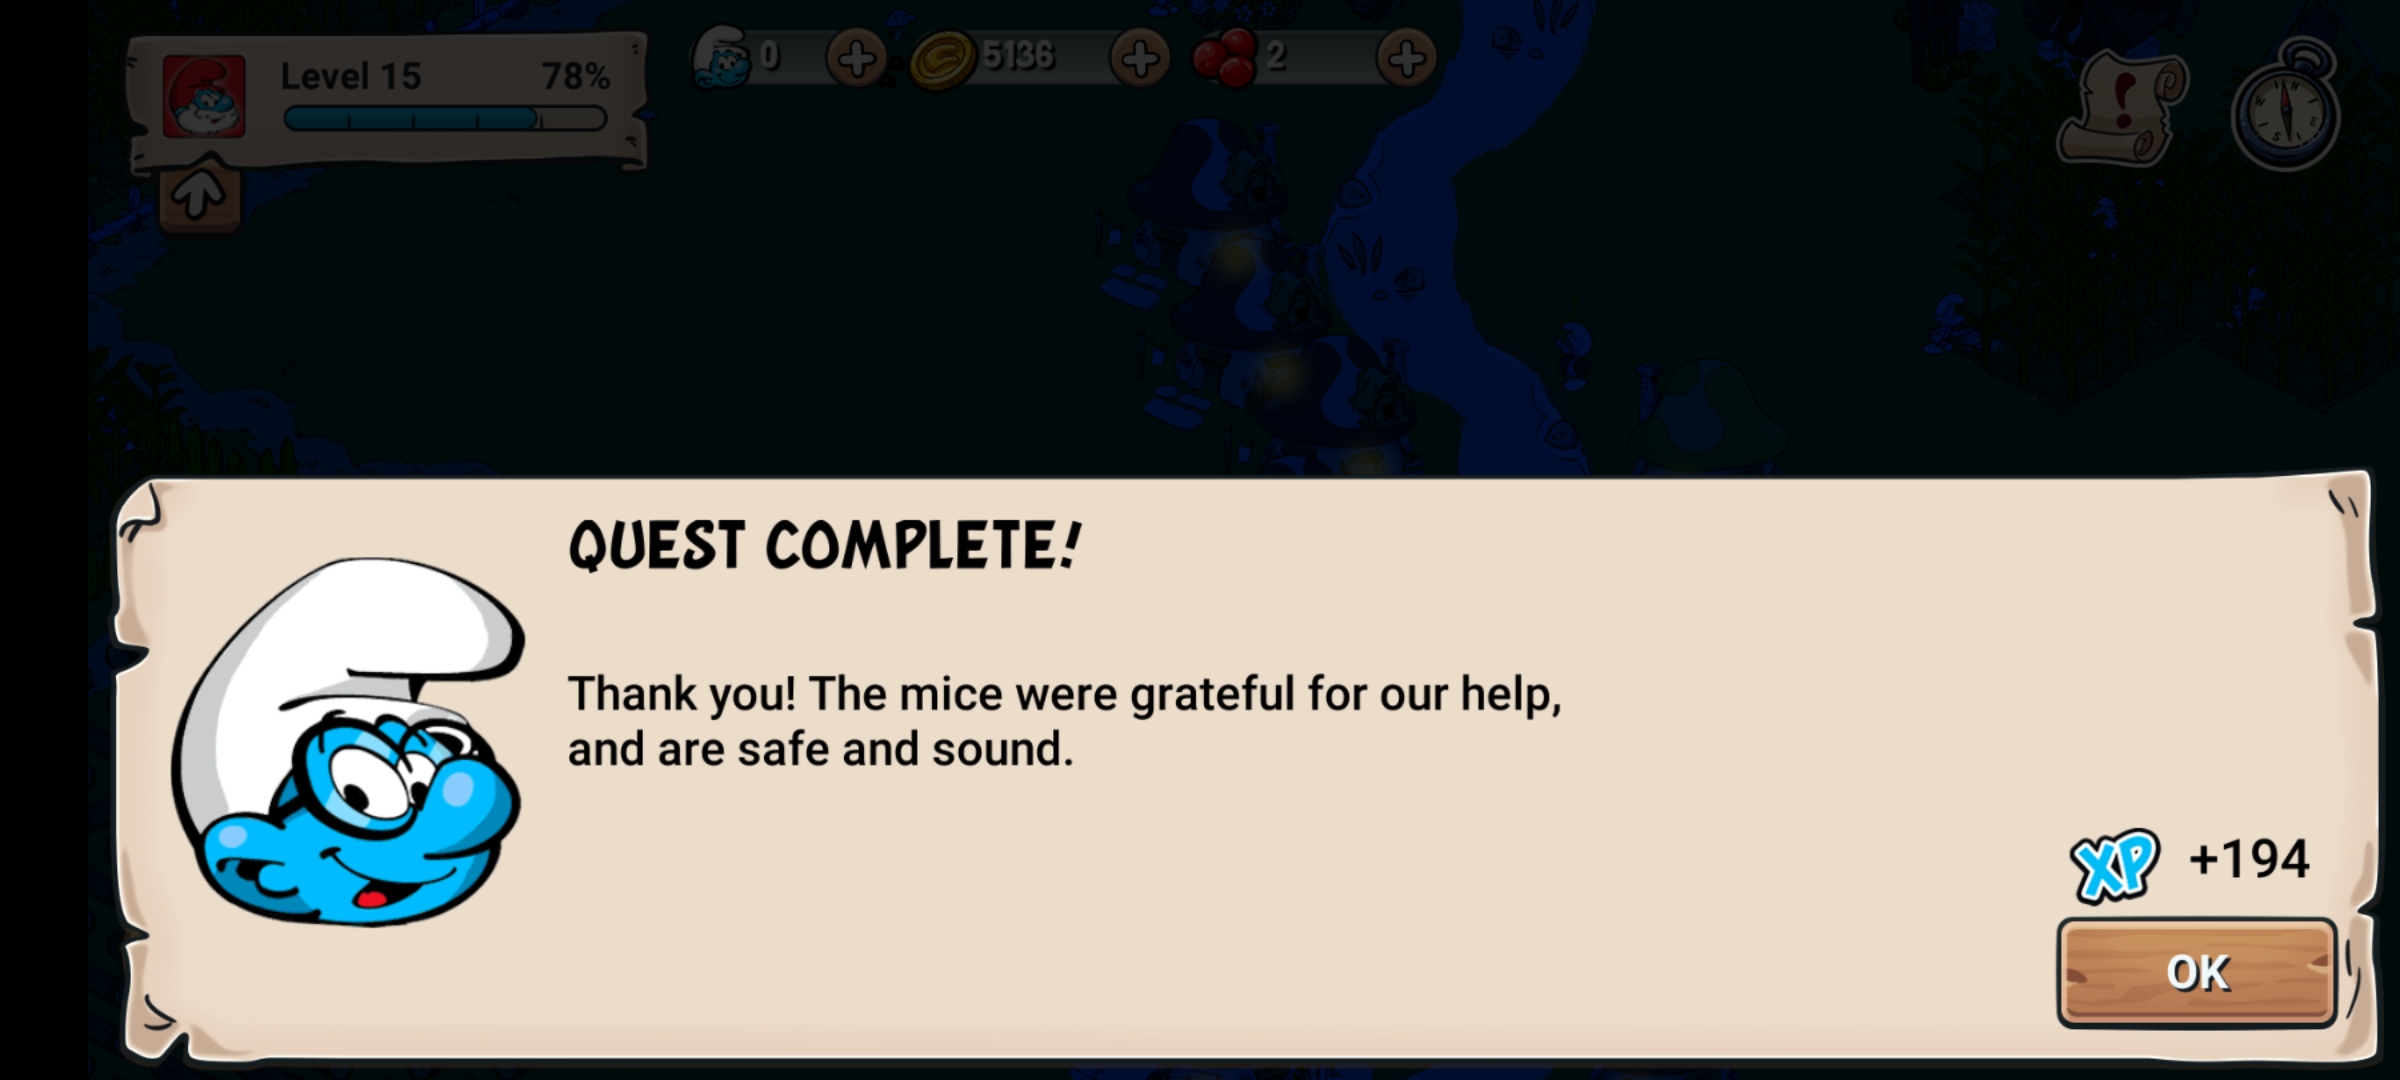 Level 15 78%
0
5136
2
QUEST COMPLETE!
Thank you! The mice were grateful for our help,
and are safe and sound.
XP +194
OK